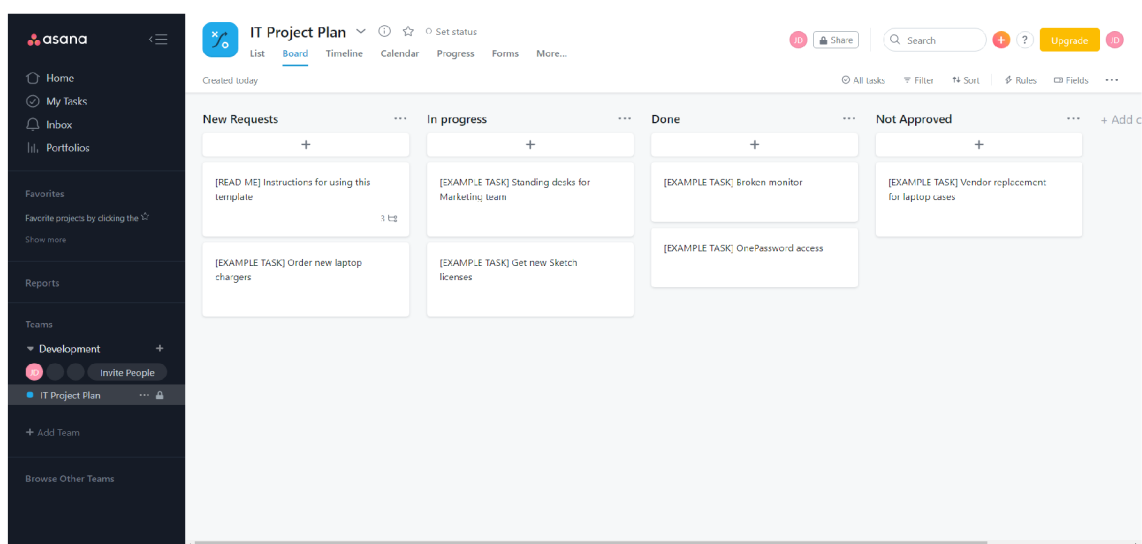 asana
Home
My Tasks
Inbox
Portfolios
Favorites
Favorite projects by clicking the
Show more
Reports
Teams
Development +
JD Invite People
IT Project Plan ...
+ Add Team
Browse Other Teams
IT Project Plan
Set status
List Board Timeline Calendar Progress Forms More...
JD Share Search + ? Upgrade JD
Created today
All tasks Filter Sort Rules Fields ...
New Requests ...
+
[READ ME] Instructions for using this
template
3
[EXAMPLE TASK] Order new laptop
chargers
In progress ...
+
[EXAMPLE TASK] Standing desks for
Marketing team
[EXAMPLE TASK] Get new Sketch
licenses
Done ...
+
[EXAMPLE TASK] Broken monitor
[EXAMPLE TASK] OnePassword access
Not Approved ...
+
[EXAMPLE TASK] Vendor replacement
for laptop cases
+ Add c